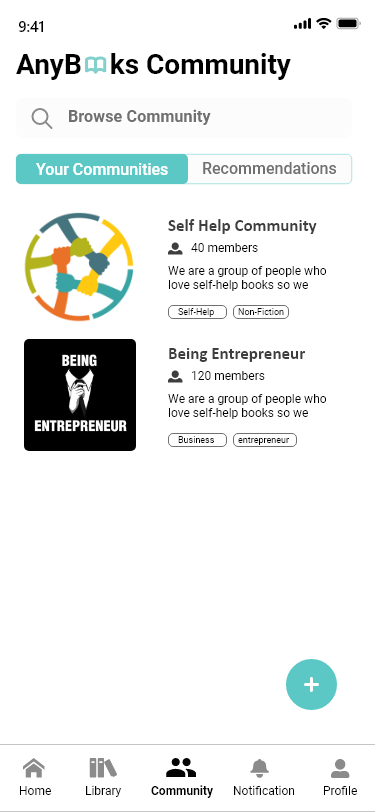 9:41
AnyBooks Community
Browse Community
Your Communities
Recommendations
Self Help Community
40 members
We are a group of people who
love self-help books so we
Self-Help
Non-Fiction
BEING
ENTREPRENEUR
Being Entrepreneur
120 members
We are a group of people who
love self-help books so we
Business
entrepreneur
Home
Library
Community
Notification
Profile